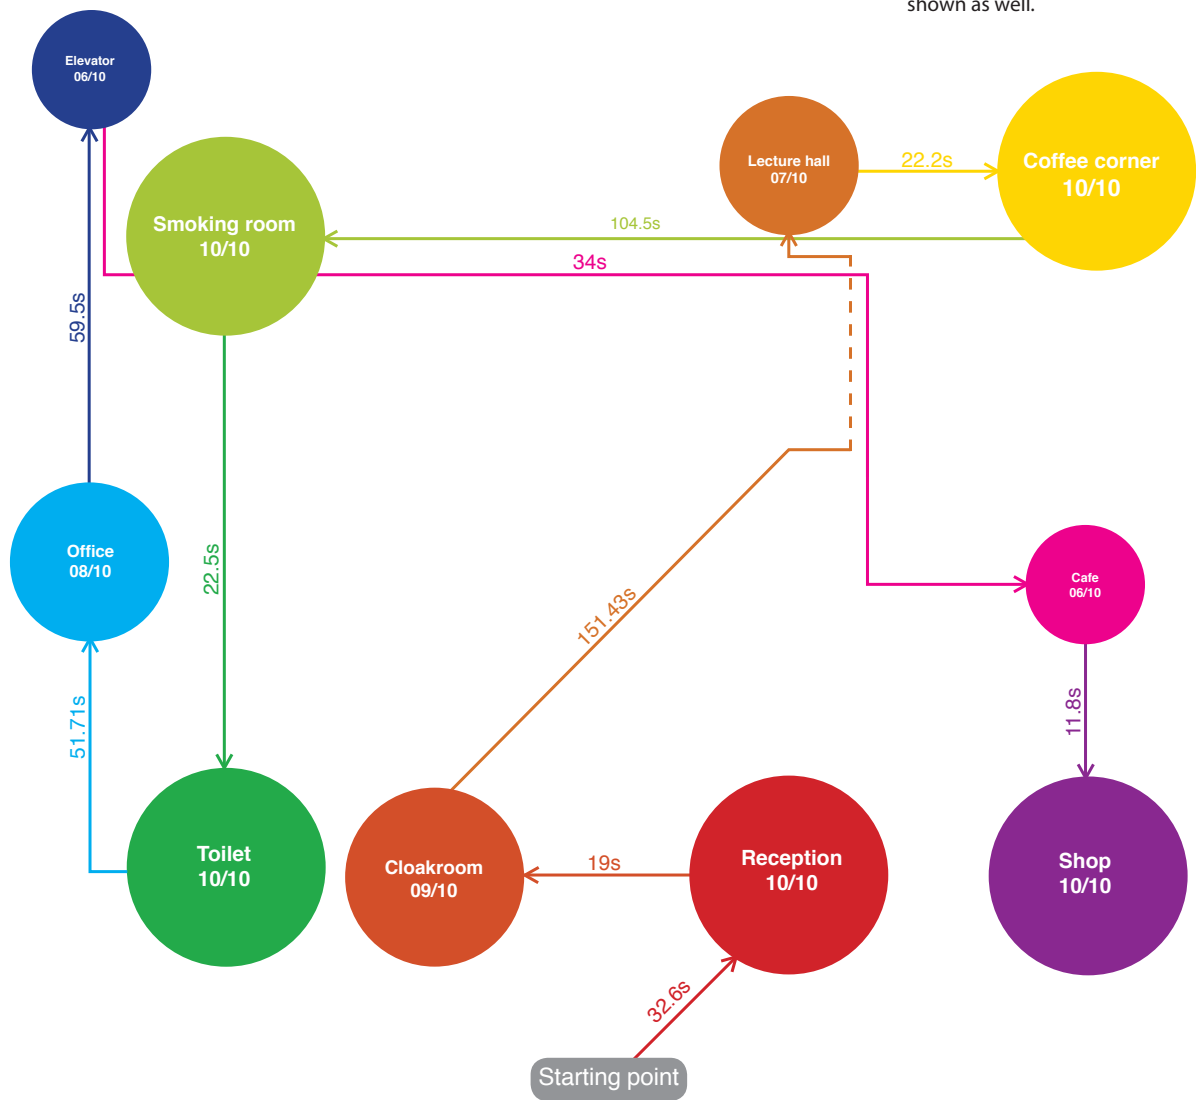 shown as well.
Elevator
06/10
Lecture hall
07/10
22.2s
Coffee corner
10/10
Smoking room
10/10
104.5s
34s
59.5s
Office
08/10
22.5s
151.43s
Cafe
06/10
51.71s
11.8s
Toilet
10/10
Cloakroom
09/10
19s
Reception
10/10
Shop
10/10
32.6s
Starting point